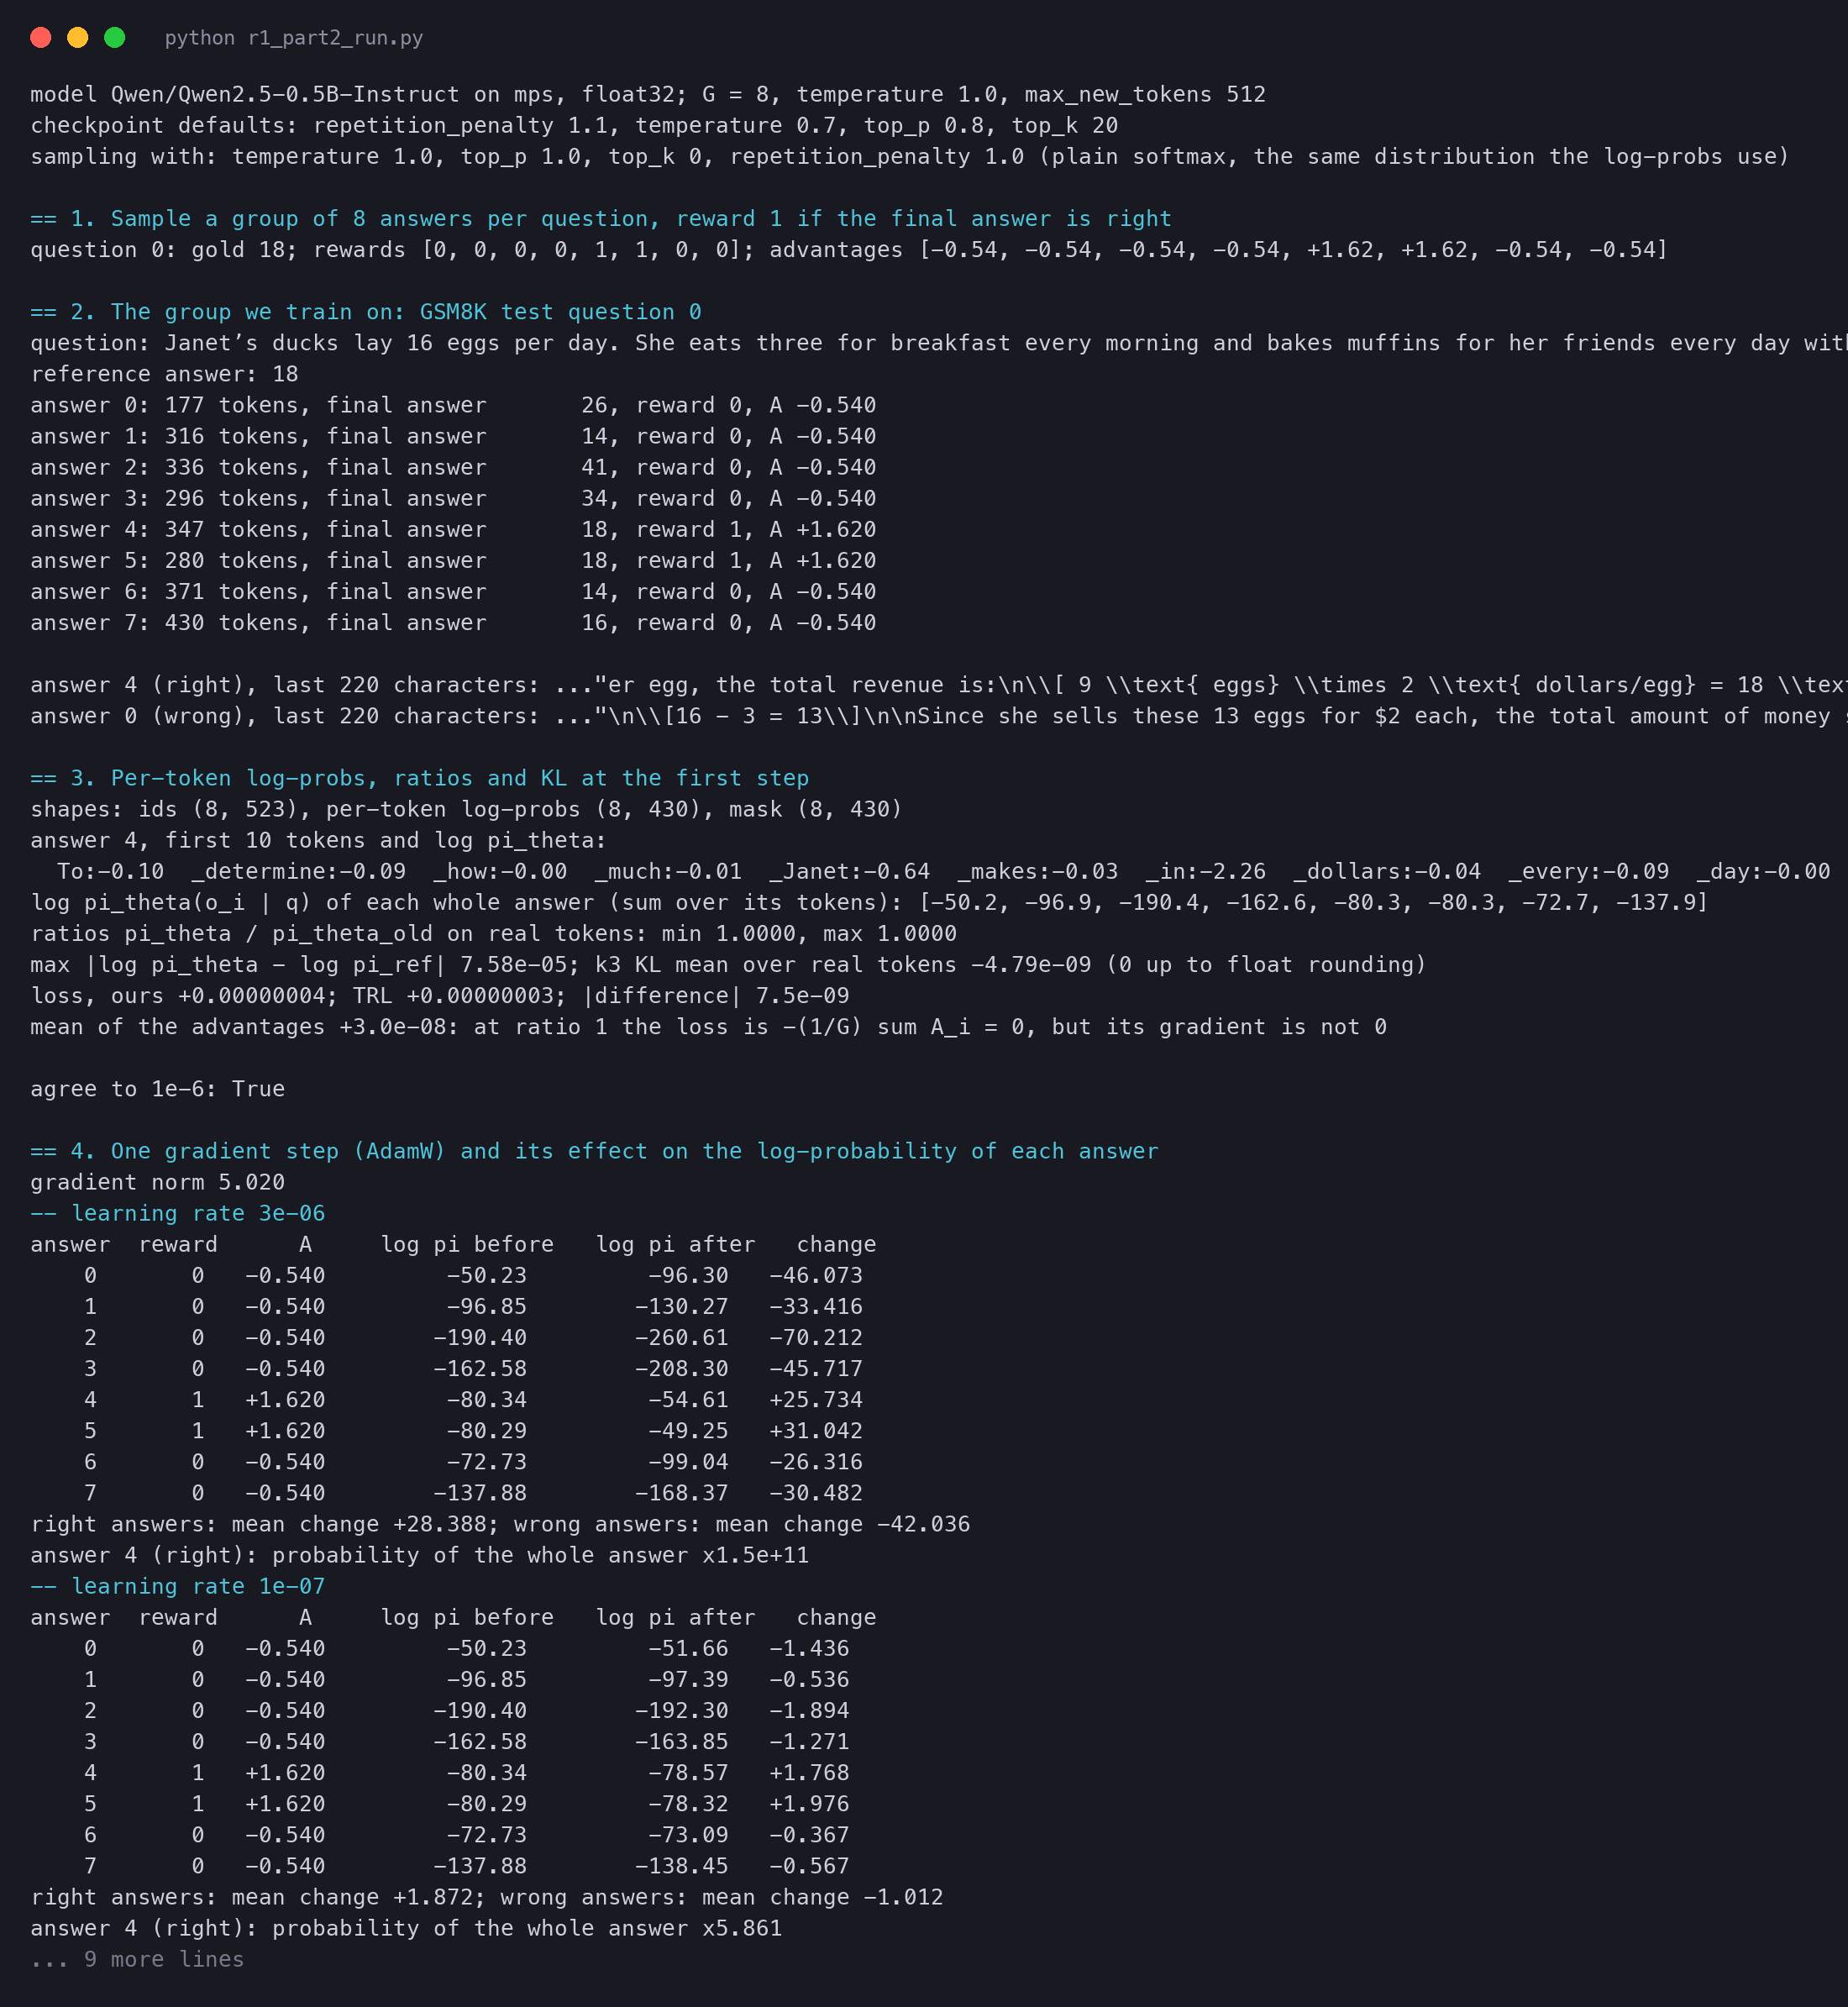 python r1_part2_run.py
model Qwen/Qwen2.5-0.5B-Instruct on mps, float32; G = 8, temperature 1.0, max_new_tokens 512
checkpoint defaults: repetition_penalty 1.1, temperature 0.7, top_p 0.8, top_k 20
sampling with: temperature 1.0, top_p 1.0, top_k 0, repetition_penalty 1.0 (plain softmax, the same distribution the log-probs use)
== 1. Sample a group of 8 answers per question, reward 1 if the final answer is right
question 0: gold 18; rewards [0, 0, 0, 0, 1, 1, 0, 0]; advantages [-0.54, -0.54, -0.54, -0.54, +1.62, +1.62, -0.54, -0.54]
== 2. The group we train on: GSM8K test question 0
question: Janet’s ducks lay 16 eggs per day. She eats three for breakfast every morning and bakes muffins for her friends every day wit
reference answer: 18
answer 0: 177 tokens, final answer       26, reward 0, A -0.540
answer 1: 316 tokens, final answer       14, reward 0, A -0.540
answer 2: 336 tokens, final answer       41, reward 0, A -0.540
answer 3: 296 tokens, final answer       34, reward 0, A -0.540
answer 4: 347 tokens, final answer       18, reward 1, A +1.620
answer 5: 280 tokens, final answer       18, reward 1, A +1.620
answer 6: 371 tokens, final answer       14, reward 0, A -0.540
answer 7: 430 tokens, final answer       16, reward 0, A -0.540
answer 4 (right), last 220 characters: ..."er egg, the total revenue is:\n\\[ 9 \\text{ eggs} \\times 2 \\text{ dollars/egg} = 18 \\text
answer 0 (wrong), last 220 characters: ..."\n\\[16 - 3 = 13\\]\n\nSince she sells these 13 eggs for $2 each, the total amount of money s
== 3. Per-token log-probs, ratios and KL at the first step
shapes: ids (8, 523), per-token log-probs (8, 430), mask (8, 430)
answer 4, first 10 tokens and log pi_theta:
  To:-0.10  _determine:-0.09  _how:-0.00  _much:-0.01  _Janet:-0.64  _makes:-0.03  _in:-2.26  _dollars:-0.04  _every:-0.09  _day:-0.00
log pi_theta(o_i | q) of each whole answer (sum over its tokens): [-50.2, -96.9, -190.4, -162.6, -80.3, -80.3, -72.7, -137.9]
ratios pi_theta / pi_theta_old on real tokens: min 1.0000, max 1.0000
max |log pi_theta - log pi_ref| 7.58e-05; k3 KL mean over real tokens -4.79e-09 (0 up to float rounding)
loss, ours +0.00000004; TRL +0.00000003; |difference| 7.5e-09
mean of the advantages +3.0e-08: at ratio 1 the loss is -(1/G) sum A_i = 0, but its gradient is not 0
agree to 1e-6: True
== 4. One gradient step (AdamW) and its effect on the log-probability of each answer
gradient norm 5.020
-- learning rate 3e-06
answer  reward      A     log pi before   log pi after   change
    0       0   -0.540         -50.23         -96.30   -46.073
    1       0   -0.540         -96.85        -130.27   -33.416
    2       0   -0.540        -190.40        -260.61   -70.212
    3       0   -0.540        -162.58        -208.30   -45.717
    4       1   +1.620         -80.34         -54.61   +25.734
    5       1   +1.620         -80.29         -49.25   +31.042
    6       0   -0.540         -72.73         -99.04   -26.316
    7       0   -0.540        -137.88        -168.37   -30.482
right answers: mean change +28.388; wrong answers: mean change -42.036
answer 4 (right): probability of the whole answer x1.5e+11
-- learning rate 1e-07
answer  reward      A     log pi before   log pi after   change
    0       0   -0.540         -50.23         -51.66   -1.436
    1       0   -0.540         -96.85         -97.39   -0.536
    2       0   -0.540        -190.40        -192.30   -1.894
    3       0   -0.540        -162.58        -163.85   -1.271
    4       1   +1.620         -80.34         -78.57   +1.768
    5       1   +1.620         -80.29         -78.32   +1.976
    6       0   -0.540         -72.73         -73.09   -0.367
    7       0   -0.540        -137.88        -138.45   -0.567
right answers: mean change +1.872; wrong answers: mean change -1.012
answer 4 (right): probability of the whole answer x5.861
... 9 more lines